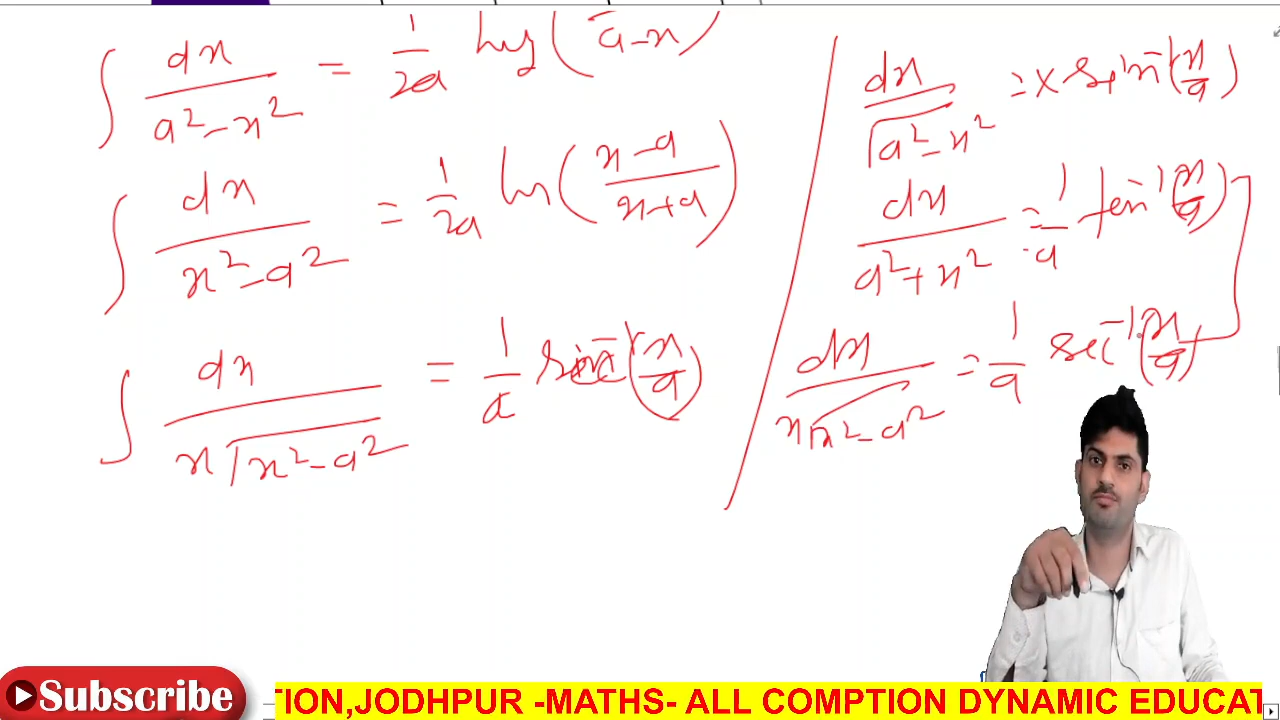 ∫ dx / (a² - x²) = 1/2a log (a - x)
∫ dx / (x² - a²) = 1/2a log ((x - a)/(x + a))
∫ dx / (x√(x² - a²)) = 1/a sec⁻¹(x/a)
dx / √(a² - x²) = x sin⁻¹(x/a)
dx / (a² + x²) = 1/a tan⁻¹(x/a)
dx / (x√(x² - a²)) = 1/a sec⁻¹(x/a)
Subscribe
TION,JODHPUR -MATHS- ALL COMPTION DYNAMIC EDUCAT